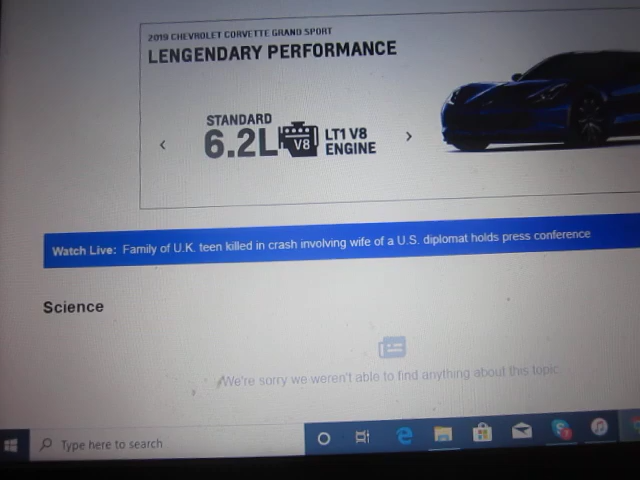 2019 CHEVROLET CORVETTE GRAND SPORT
LENGENDARY PERFORMANCE
STANDARD
6.2L V8 LT1 V8
ENGINE
Watch Live: Family of U.K. teen killed in crash involving wife of a U.S. diplomat holds press conference
Science
We're sorry we weren't able to find anything about this topic.
Type here to search